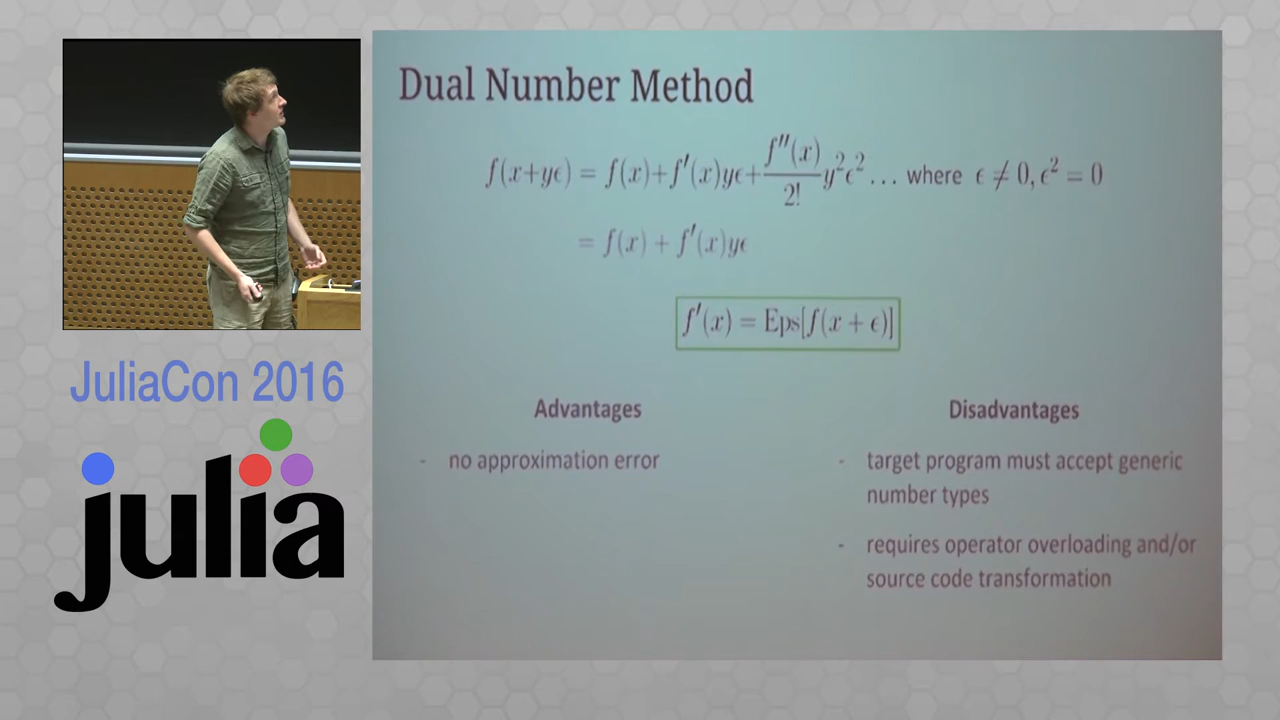 Dual Number Method
f(x+yϵ) = f(x)+f′(x)yϵ+f″(x)/2! y²ϵ² … where ϵ ≠ 0, ϵ² = 0
= f(x) + f′(x)yϵ
f′(x) = Eps[f(x + ϵ)]
Advantages
- no approximation error
Disadvantages
- target program must accept generic
number types
- requires operator overloading and/or
source code transformation
JuliaCon 2016
julia